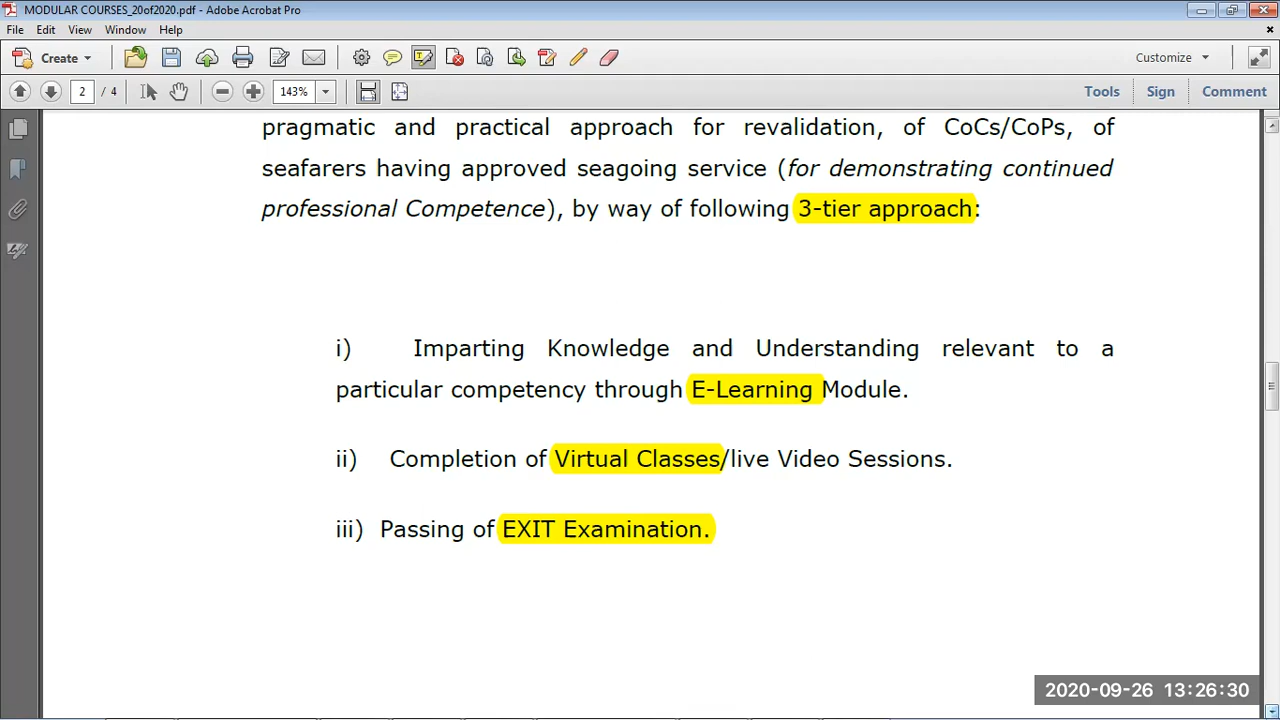 MODULAR COURSES_20of2020.pdf - Adobe Acrobat Pro
File Edit View Window Help
Create Customize
2 / 4 143% Tools Sign Comment
pragmatic and practical approach for revalidation, of CoCs/CoPs, of
seafarers having approved seagoing service (for demonstrating continued
professional Competence), by way of following 3-tier approach:
i) Imparting Knowledge and Understanding relevant to a
particular competency through E-Learning Module.
ii) Completion of Virtual Classes/live Video Sessions.
iii) Passing of EXIT Examination.
2020-09-26 13:26:30